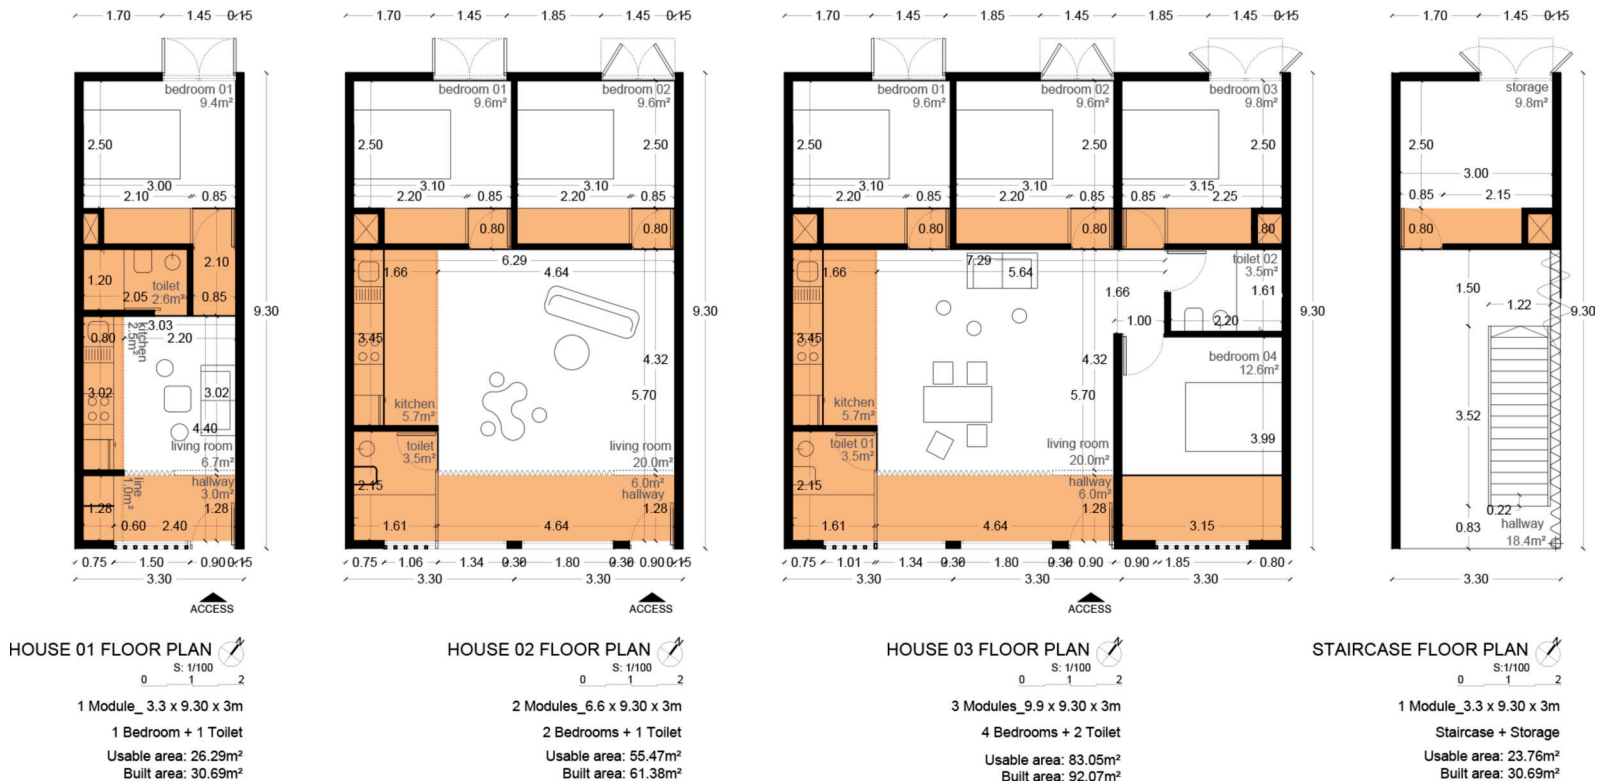 1.70 1.45 0.15
bedroom 01
9.4m²
2.50
3.00
2.10 0.85
2.10
1.20
toilet
2.6m²
2.05 0.85
9.30
3.03
kitchen
2.5m²
0.80 2.20
3.02 3.02
4.40
living room
6.7m²
line
1.0m²
hallway
3.0m²
1.28 1.28
0.60 2.40
0.75 1.50 0.90 0.15
3.30
ACCESS
HOUSE 01 FLOOR PLAN N
S: 1/100
0 1 2
1 Module_ 3.3 x 9.30 x 3m
1 Bedroom + 1 Toilet
Usable area: 26.29m²
Built area: 30.69m²
1.70 1.45 1.85 1.45 0.15
bedroom 01 bedroom 02
9.6m² 9.6m²
2.50 2.50
3.10 3.10
2.20 0.85 2.20 0.85
0.80 0.80
6.29
1.66 4.64
9.30
3.45
4.32
5.70
kitchen
5.7m²
toilet
3.5m²
living room
20.0m²
6.0m²
hallway
2.15
1.28
1.61 4.64
0.75 1.06 1.34 0.36 1.80 0.36 0.90 0.15
3.30 3.30
ACCESS
HOUSE 02 FLOOR PLAN N
S: 1/100
0 1 2
2 Modules_6.6 x 9.30 x 3m
2 Bedrooms + 1 Toilet
Usable area: 55.47m²
Built area: 61.38m²
1.70 1.45 1.85 1.45 1.85 1.45 0.15
bedroom 01 bedroom 02 bedroom 03
9.6m² 9.6m² 9.8m²
2.50 2.50 2.50
3.10 3.10 3.15
2.20 0.85 2.20 0.85 0.85 2.25
0.80 0.80 0.80
7.29
1.66 5.64
toilet 02
3.5m²
1.66 1.61
1.00 2.20
9.30
3.45
4.32
bedroom 04
12.6m²
5.70
kitchen
5.7m²
toilet 01
3.5m²
3.99
living room
20.0m²
hallway
6.0m²
2.15
1.28
1.61 4.64 3.15
0.75 1.01 1.34 0.36 1.80 0.36 0.90 0.90 1.85 0.80
3.30 3.30 3.30
ACCESS
HOUSE 03 FLOOR PLAN N
S: 1/100
0 1 2
3 Modules_9.9 x 9.30 x 3m
4 Bedrooms + 2 Toilet
Usable area: 83.05m²
Built area: 92.07m²
1.70 1.45 0.15
storage
9.8m²
2.50
3.00
0.85 2.15
0.80
1.50
1.22
9.30
3.52
0.22
0.83
hallway
18.4m²
3.30
STAIRCASE FLOOR PLAN N
S:1/100
0 1 2
1 Module_3.3 x 9.30 x 3m
Staircase + Storage
Usable area: 23.76m²
Built area: 30.69m²